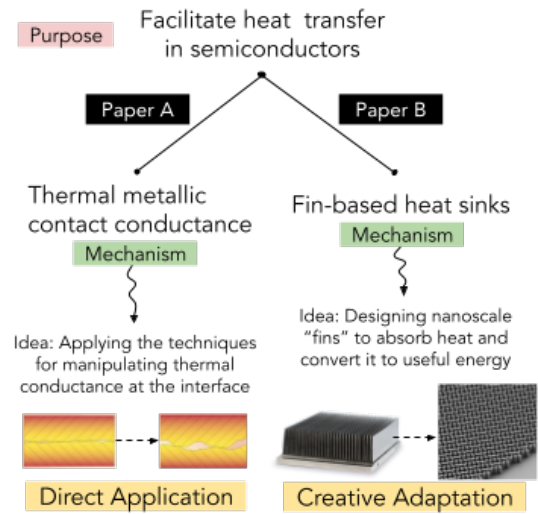 Purpose
Facilitate heat transfer
in semiconductors
Paper A
Paper B
Thermal metallic
contact conductance
Mechanism
Fin-based heat sinks
Mechanism
Idea: Applying the techniques
for manipulating thermal
conductance at the interface
Idea: Designing nanoscale
“fins” to absorb heat and
convert it to useful energy
Direct Application
Creative Adaptation